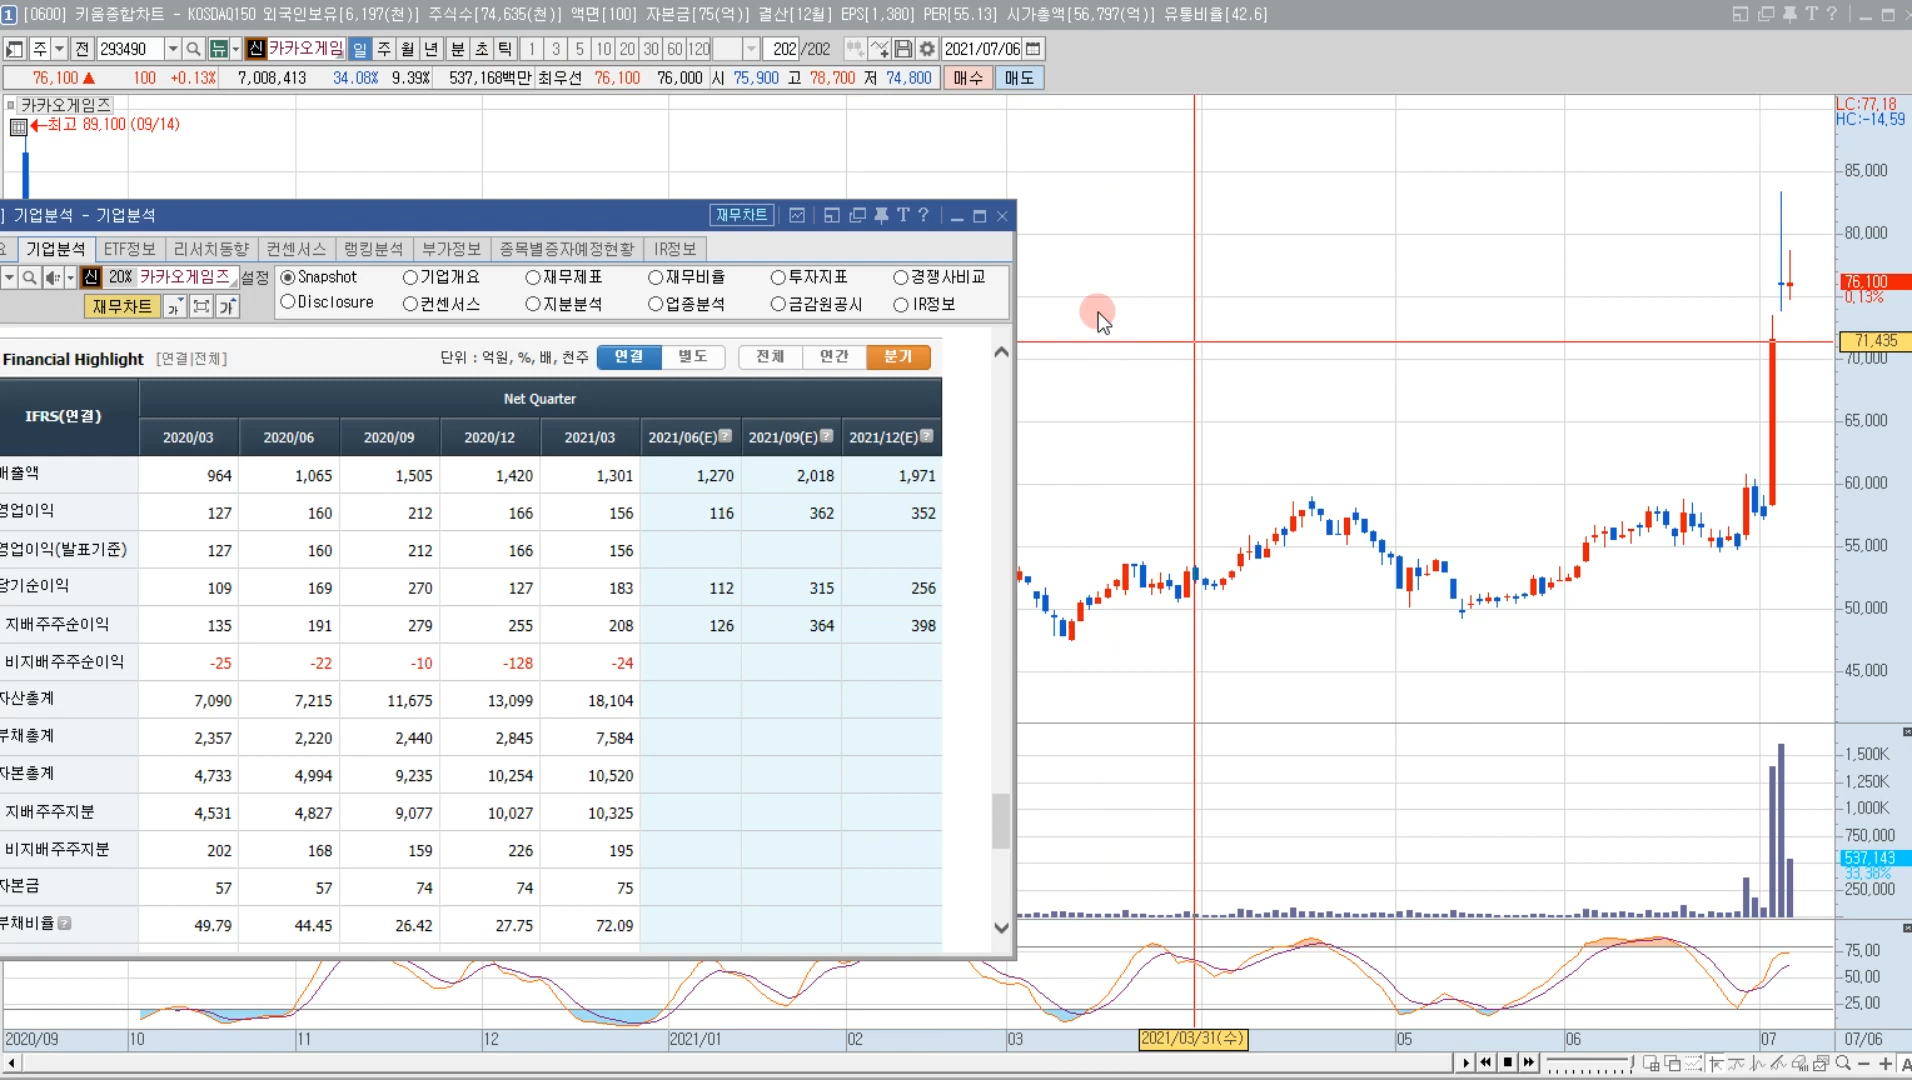 1 [0600] 키움종합차트 - KOSDAQ150 외국인보유[6,197(천)] 주식수[74,635(천)] 액면[100] 자본금[75(억)] 결산[12월] EPS[1,380] PER[55.13] 시가총액[56,797(억)] 유통비율[42.6]
주 전 293490 뉴 신 카카오게임 일 주 월 년 분 초 틱 1 3 5 10 20 30 60 120 202 /202 2021/07/06
76,100 ▲ 100 +0.13% 7,008,413 34.08% 9.39% 537,168백만 최우선 76,100 76,000 시 75,900 고 78,700 저 74,800 매수 매도
카카오게임즈
최고 89,100 (09/14)
LC:77.18
HC:-14.59
85,000
80,000
76,100
0.13%
71,435
70,000
65,000
60,000
55,000
50,000
45,000
1,500K
1,250K
1,000K
750,000
537,143
33.38%
250,000
75,00
50,00
25,00
] 기업분석 - 기업분석 재무차트 T ?
요 기업분석 ETF정보 리서치동향 컨센서스 랭킹분석 부가정보 종목별증자예정현황 IR정보
신 20% 카카오게임즈 설정 Snapshot 기업개요 재무제표 재무비율 투자지표 경쟁사비교
재무차트 가 가 Disclosure 컨센서스 지분분석 업종분석 금감원공시 IR정보
Financial Highlight [연결|전체] 단위 : 억원, %, 배, 천주 연결 별도 전체 연간 분기
IFRS(연결) Net Quarter
2020/03 2020/06 2020/09 2020/12 2021/03 2021/06(E) 2021/09(E) 2021/12(E)
매출액 964 1,065 1,505 1,420 1,301 1,270 2,018 1,971
영업이익 127 160 212 166 156 116 362 352
영업이익(발표기준) 127 160 212 166 156
당기순이익 109 169 270 127 183 112 315 256
지배주주순이익 135 191 279 255 208 126 364 398
비지배주주순이익 -25 -22 -10 -128 -24
자산총계 7,090 7,215 11,675 13,099 18,104
부채총계 2,357 2,220 2,440 2,845 7,584
자본총계 4,733 4,994 9,235 10,254 10,520
지배주주지분 4,531 4,827 9,077 10,027 10,325
비지배주주지분 202 168 159 226 195
자본금 57 57 74 74 75
부채비율 49.79 44.45 26.42 27.75 72.09
2020/09 10 11 12 2021/01 02 03 2021/03/31(수) 05 06 07 07/06